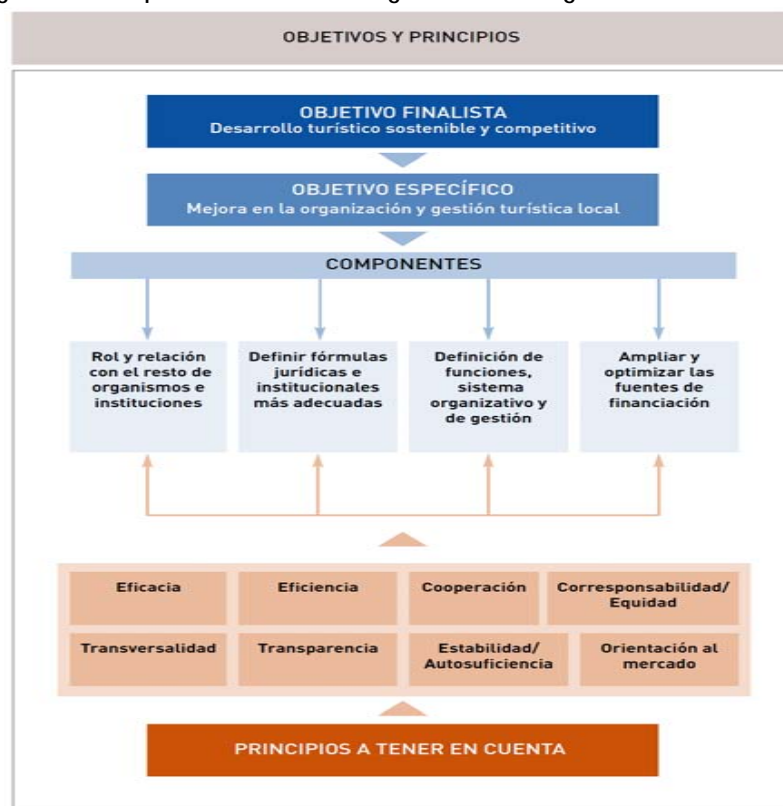 OBJETIVOS Y PRINCIPIOS
OBJETIVO FINALISTA
Desarrollo turístico sostenible y competitivo
OBJETIVO ESPECÍFICO
Mejora en la organización y gestión turística local
COMPONENTES
Rol y relación
con el resto de
organismos e
instituciones
Definir fórmulas
jurídicas e
institucionales
más adecuadas
Definición de
funciones,
sistema
organizativo y
de gestión
Ampliar y
optimizar las
fuentes de
financiación
Eficacia
Eficiencia
Cooperación
Corresponsabilidad/
Equidad
Transversalidad
Transparencia
Estabilidad/
Autosuficiencia
Orientación al
mercado
PRINCIPIOS A TENER EN CUENTA